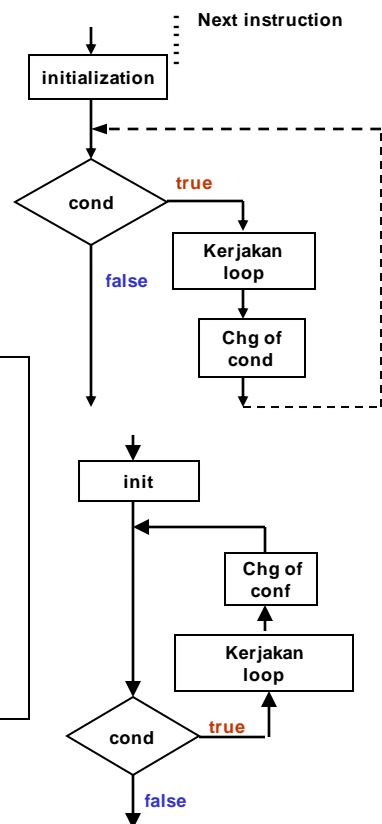 Next instruction
initialization
cond
true
Kerjakan
loop
false
Chg of
cond
init
Chg of
conf
Kerjakan
loop
cond
true
false